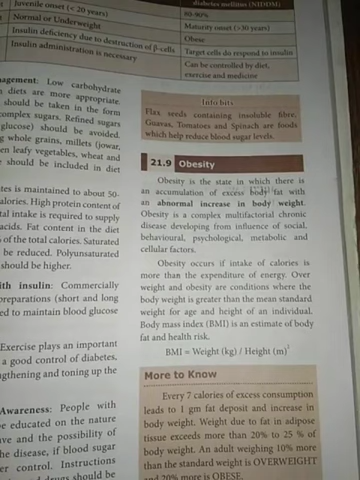 diabetes mellitus (NIDDM)
Juvenile onset (< 20 years)
80-90%
Normal or Underweight
Maturity onset (>30 years)
Obese
Insulin deficiency due to destruction of β-cells
Target cells do respond to insulin
Insulin administration is necessary
Can be controlled by diet,
exercise and medicine
nagement: Low carbohydrate
diets are more appropriate.
should be taken in the form
complex sugars. Refined sugars
glucose) should be avoided.
g whole grains, millets (jowar,
en leafy vegetables, wheat and
should be included in diet
tes is maintained to about 50-
alories. High protein content of
tal intake is required to supply
acids. Fat content in the diet
of the total calories. Saturated
be reduced. Polyunsaturated
should be higher.
ith insulin: Commercially
preparations (short and long
ed to maintain blood glucose
Exercise plays an important
a good control of diabetes,
ngthening and toning up the
Awareness: People with
be educated on the nature
ve and the possibility of
he disease, if blood sugar
er control. Instructions
and drugs should be
Info bits
Flax seeds containing insoluble fibre,
Guavas, Tomatoes and Spinach are foods
which help reduce blood sugar levels.
21.9 Obesity
Obesity is the state in which there is
an accumulation of excess body fat with
an abnormal increase in body weight.
Obesity is a complex multifactorial chronic
disease developing from influence of social,
behavioural, psychological, metabolic and
cellular factors.
Obesity occurs if intake of calories is
more than the expenditure of energy. Over
weight and obesity are conditions where the
body weight is greater than the mean standard
weight for age and height of an individual.
Body mass index (BMI) is an estimate of body
fat and health risk.
BMI = Weight (kg) / Height (m)²
More to Know
Every 7 calories of excess consumption
leads to 1 gm fat deposit and increase in
body weight. Weight due to fat in adipose
tissue exceeds more than 20% to 25 % of
body weight. An adult weighing 10% more
than the standard weight is OVERWEIGHT
and 20% more is OBESE.